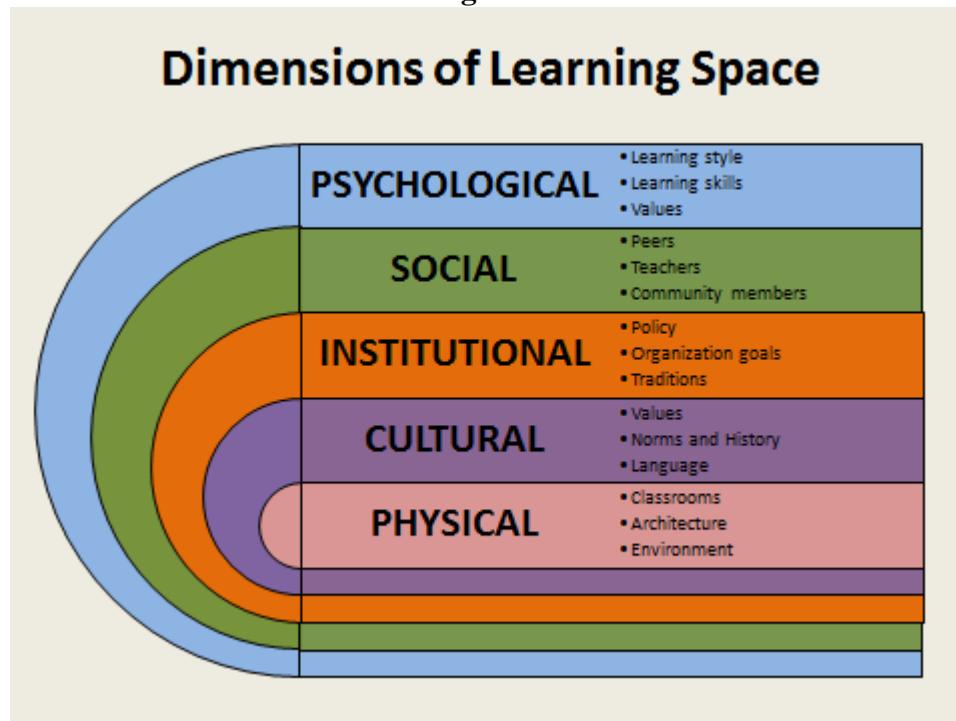 Dimensions of Learning Space
PSYCHOLOGICAL
• Learning style
• Learning skills
• Values
SOCIAL
• Peers
• Teachers
• Community members
INSTITUTIONAL
• Policy
• Organization goals
• Traditions
CULTURAL
• Values
• Norms and History
• Language
PHYSICAL
• Classrooms
• Architecture
• Environment